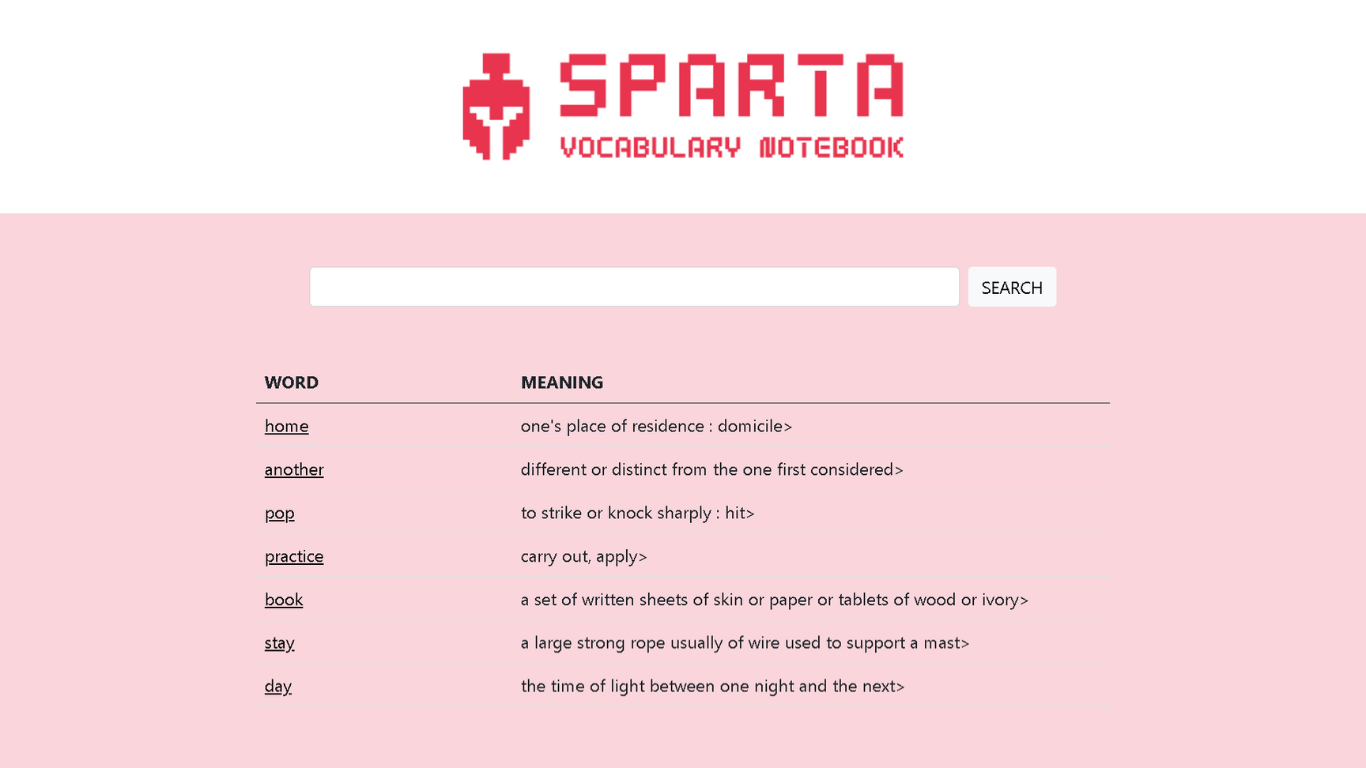 SPARTA
VOCABULARY NOTEBOOK
SEARCH
WORD MEANING
home one's place of residence : domicile>
another different or distinct from the one first considered>
pop to strike or knock sharply : hit>
practice carry out, apply>
book a set of written sheets of skin or paper or tablets of wood or ivory>
stay a large strong rope usually of wire used to support a mast>
day the time of light between one night and the next>